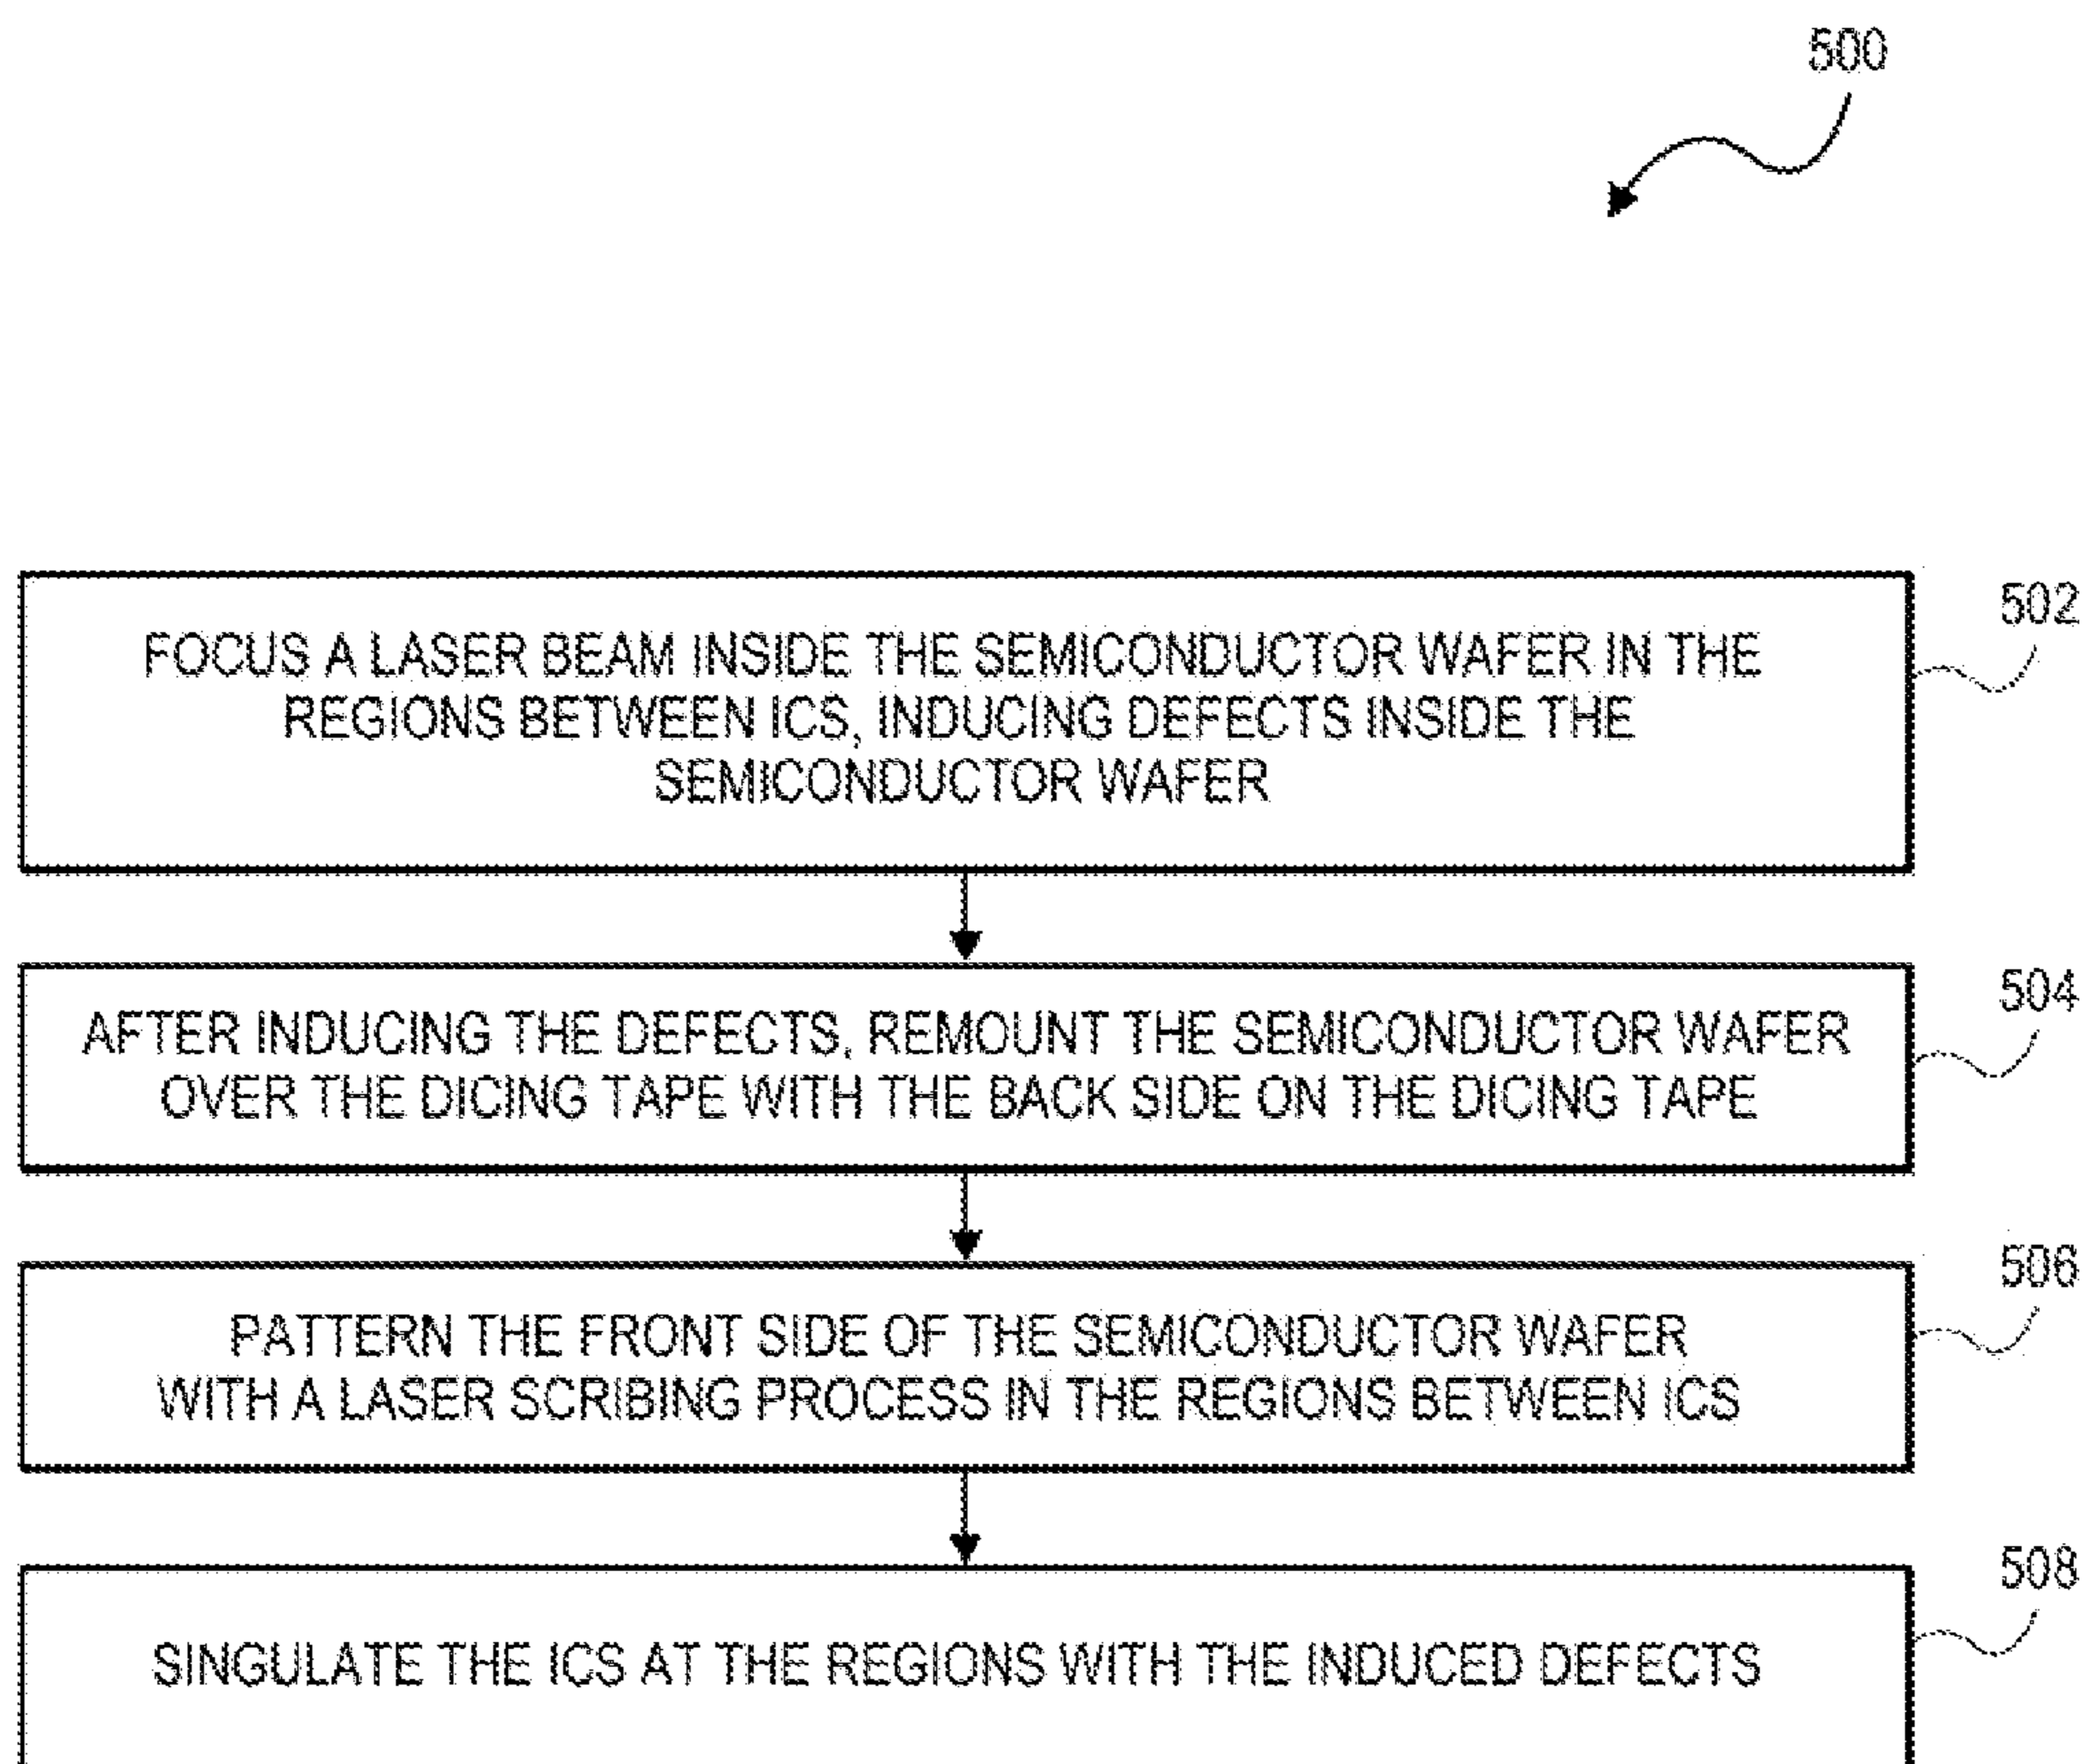 500
502
FOCUS A LASER BEAM INSIDE THE SEMICONDUCTOR WAFER IN THE
REGIONS BETWEEN ICS, INDUCING DEFECTS INSIDE THE
SEMICONDUCTOR WAFER
504
AFTER INDUCING THE DEFECTS, REMOUNT THE SEMICONDUCTOR WAFER
OVER THE DICING TAPE WITH THE BACK SIDE ON THE DICING TAPE
506
PATTERN THE FRONT SIDE OF THE SEMICONDUCTOR WAFER
WITH A LASER SCRIBING PROCESS IN THE REGIONS BETWEEN ICS
508
SINGULATE THE ICS AT THE REGIONS WITH THE INDUCED DEFECTS